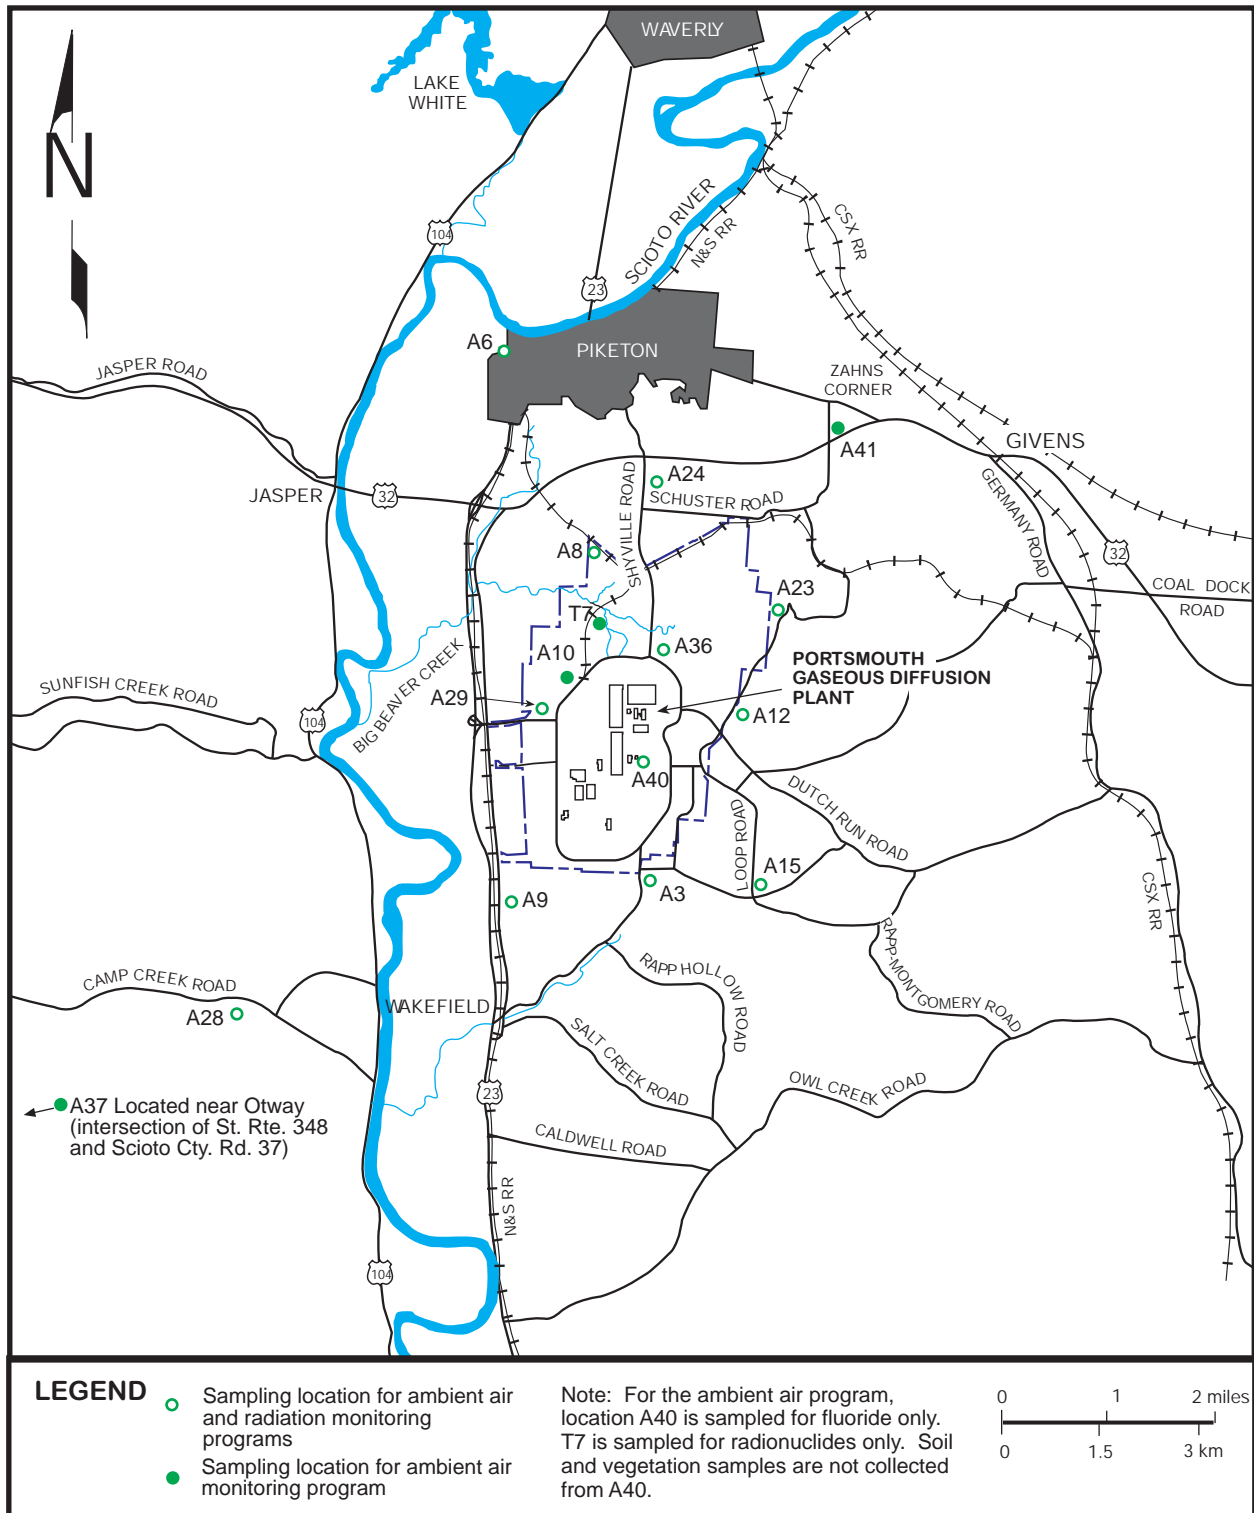 WAVERLY
LAKE
WHITE
N
104
SCIOTO RIVER
N&S RR
CSX RR
23
A6
PIKETON
JASPER ROAD
ZAHNS
CORNER
A41
GIVENS
A24
SCHUSTER ROAD
SHYVILLE ROAD
JASPER
32
GERMANY ROAD
32
A8
COAL DOCK
ROAD
A23
T7
A36
A10
PORTSMOUTH
GASEOUS DIFFUSION
PLANT
SUNFISH CREEK ROAD
BIG BEAVER CREEK
A29
104
A12
A40
LOOP ROAD
DUTCH RUN ROAD
A15
A3
A9
CSX RR
RAPP-MONTGOMERY ROAD
RAPP HOLLOW ROAD
CAMP CREEK ROAD
A28
WAKEFIELD
SALT CREEK ROAD
OWL CREEK ROAD
23
A37 Located near Otway
(intersection of St. Rte. 348
and Scioto Cty. Rd. 37)
CALDWELL ROAD
N&S RR
104
LEGEND
Sampling location for ambient air
and radiation monitoring
programs
Sampling location for ambient air
monitoring program
Note: For the ambient air program,
location A40 is sampled for fluoride only.
T7 is sampled for radionuclides only. Soil
and vegetation samples are not collected
from A40.
0 1 2 miles
0 1.5 3 km